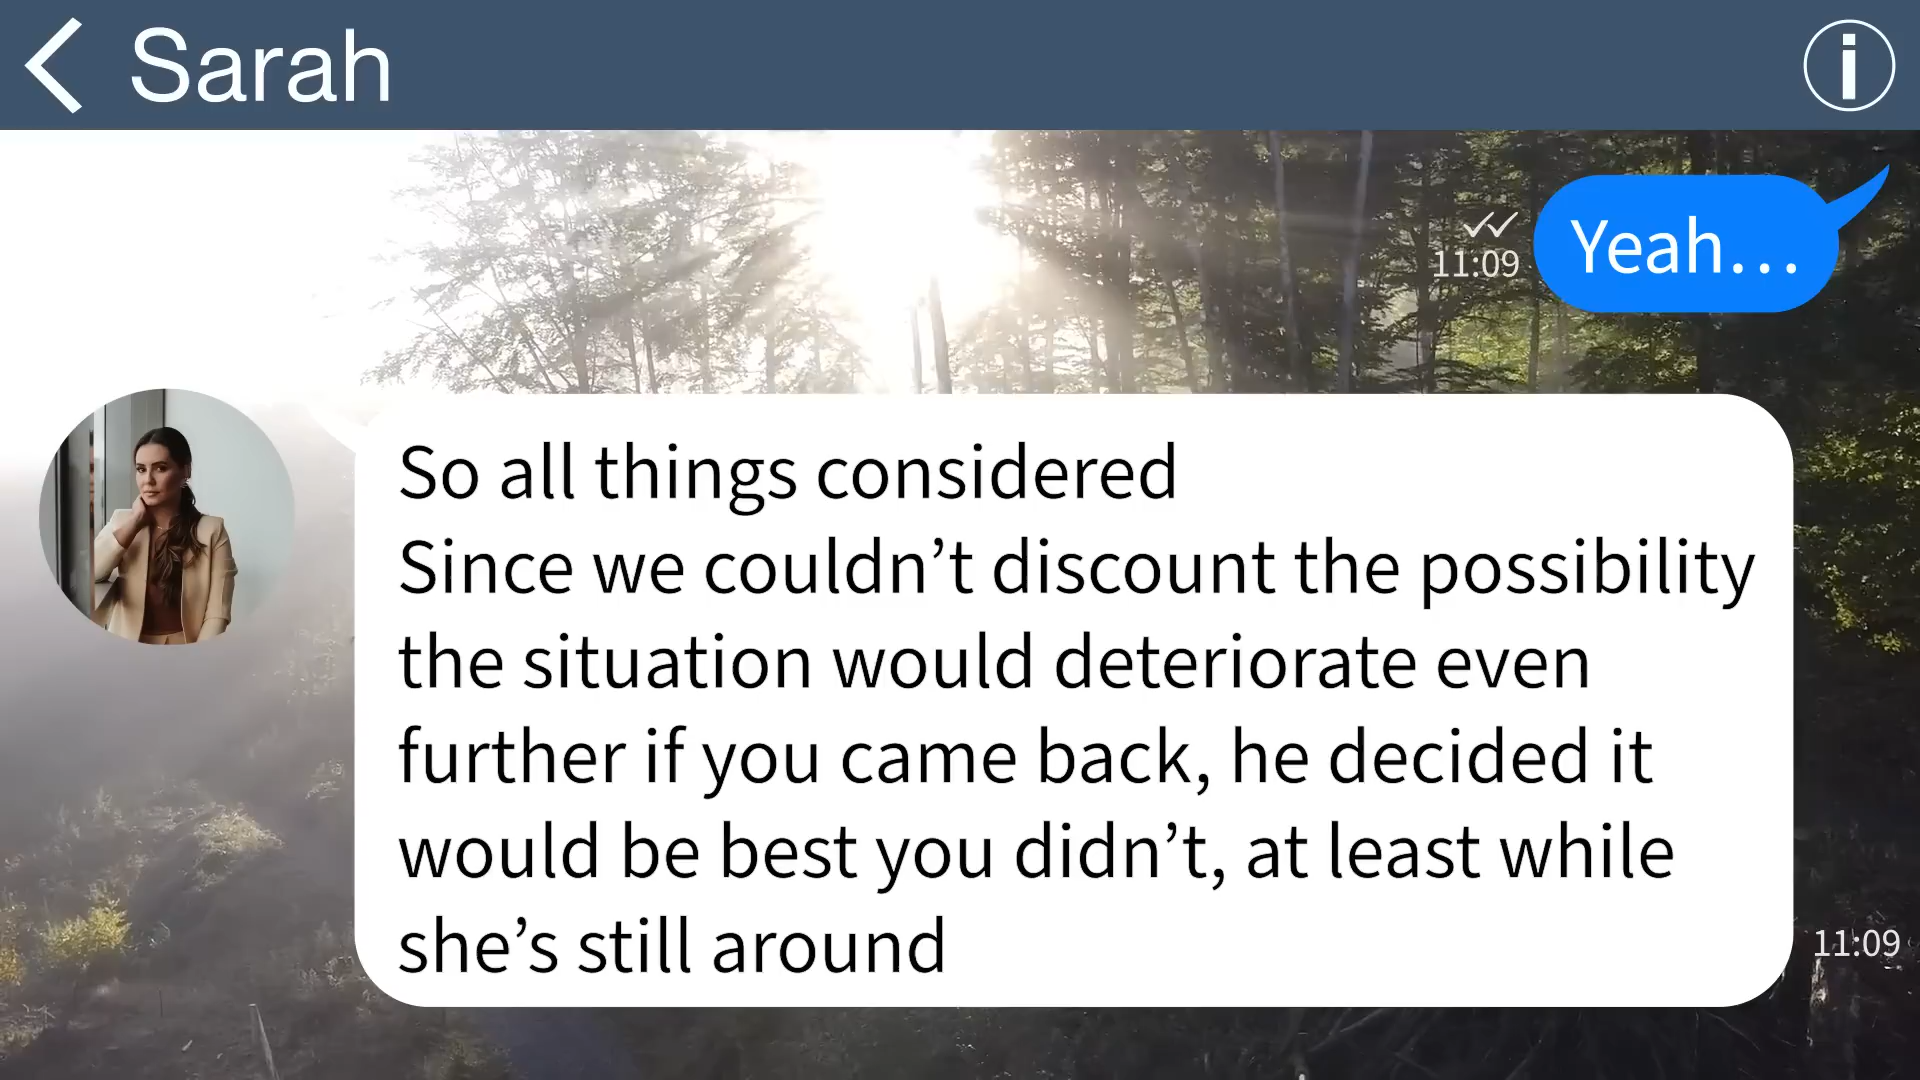 Sarah
Yeah…
11:09
So all things considered
Since we couldn’t discount the possibility
the situation would deteriorate even
further if you came back, he decided it
would be best you didn’t, at least while
she’s still around
11:09